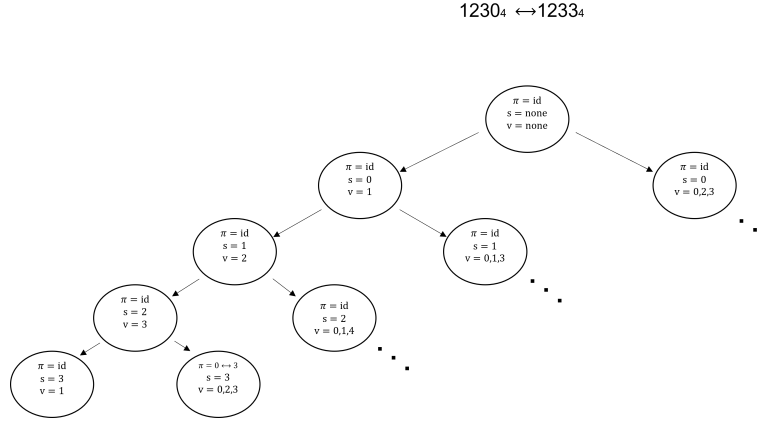 1230₄ ↔1233₄
π = id
s = none
v = none
π = id
s = 0
v = 1
π = id
s = 0
v = 0,2,3
π = id
s = 1
v = 2
π = id
s = 1
v = 0,1,3
π = id
s = 2
v = 3
π = id
s = 2
v = 0,1,4
π = id
s = 3
v = 1
π = 0 ↔ 3
s = 3
v = 0,2,3